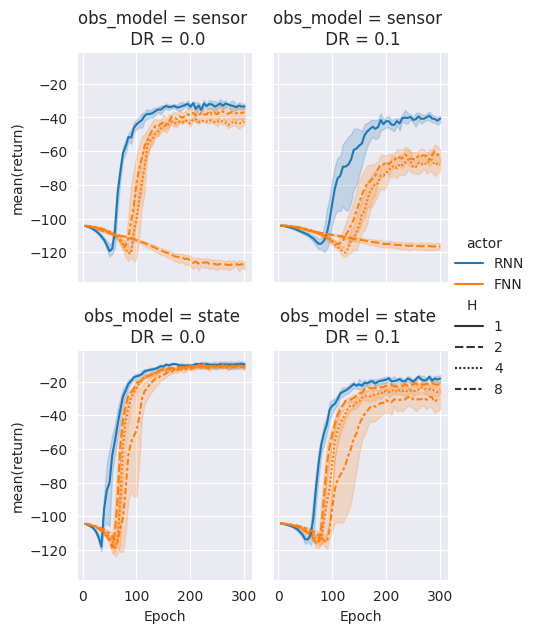 obs_model = sensor
DR = 0.0
obs_model = sensor
DR = 0.1
−20
−40
−60
−80
−100
−120
mean(return)
actor
RNN
FNN
H
1
2
4
8
obs_model = state
DR = 0.0
obs_model = state
DR = 0.1
−20
−40
−60
−80
−100
−120
mean(return)
0 100 200 300
0 100 200 300
Epoch
Epoch